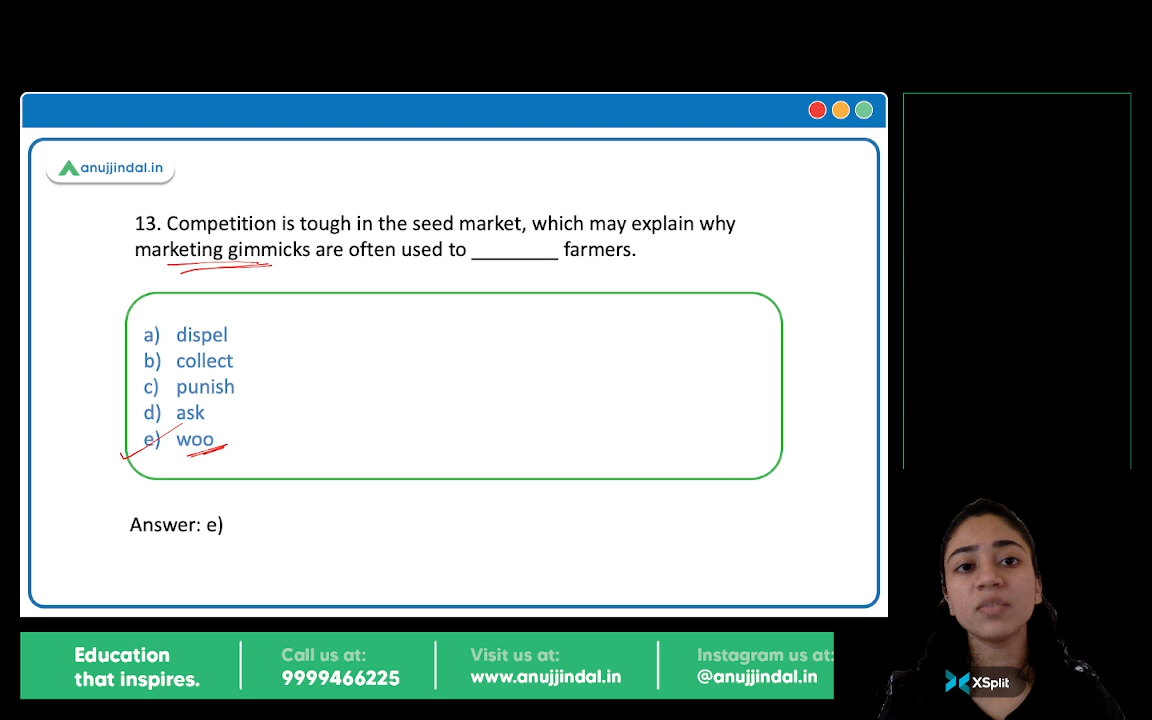 anujjindal.in
13. Competition is tough in the seed market, which may explain why
marketing gimmicks are often used to ________ farmers.
a) dispel
b) collect
c) punish
d) ask
e) woo
Answer: e)
Education
that inspires.
Call us at:
9999466225
Visit us at:
www.anujjindal.in
Instagram us at:
@anujjindal.in
XSplit